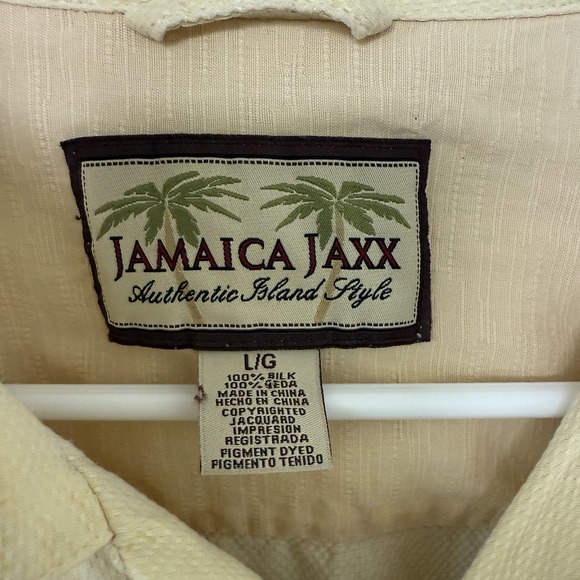 JAMAICA JAXX
Authentic Island Style
L/G
100% SILK
100% SEDA
MADE IN CHINA
HECHO EN CHINA
COPYRIGHTED
JACQUARD
IMPRESION
REGISTRADA
PIGMENT DYED
PIGMENTO TENIDO